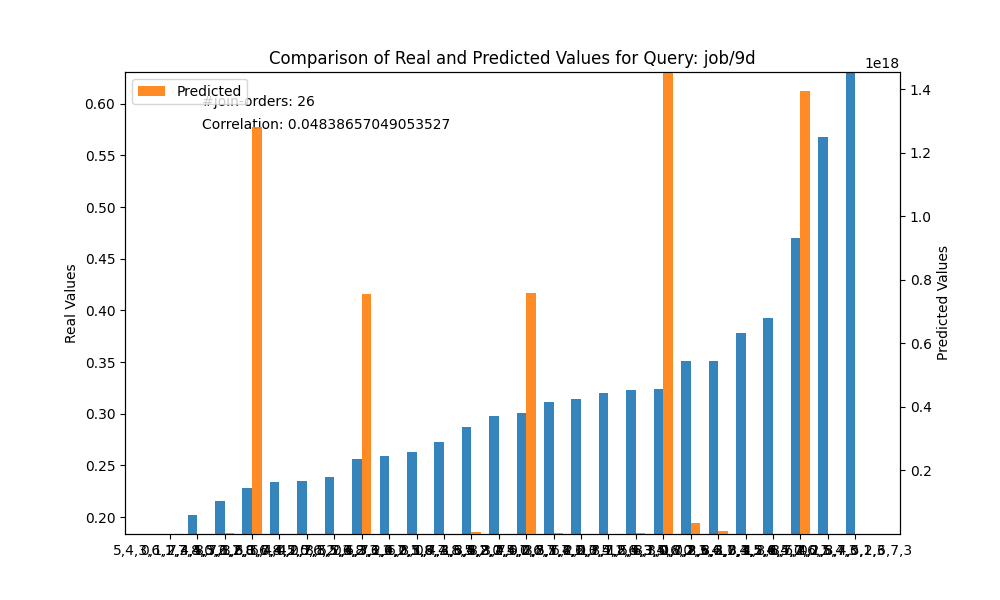 Comparison of Real and Predicted Values for Query: job/9d
1e18
Predicted
#join-orders: 26
Correlation: 0.04838657049053527
0.60
0.55
0.50
0.45
0.40
0.35
0.30
0.25
0.20
Real Values
1.4
1.2
1.0
0.8
0.6
0.4
0.2
Predicted Values